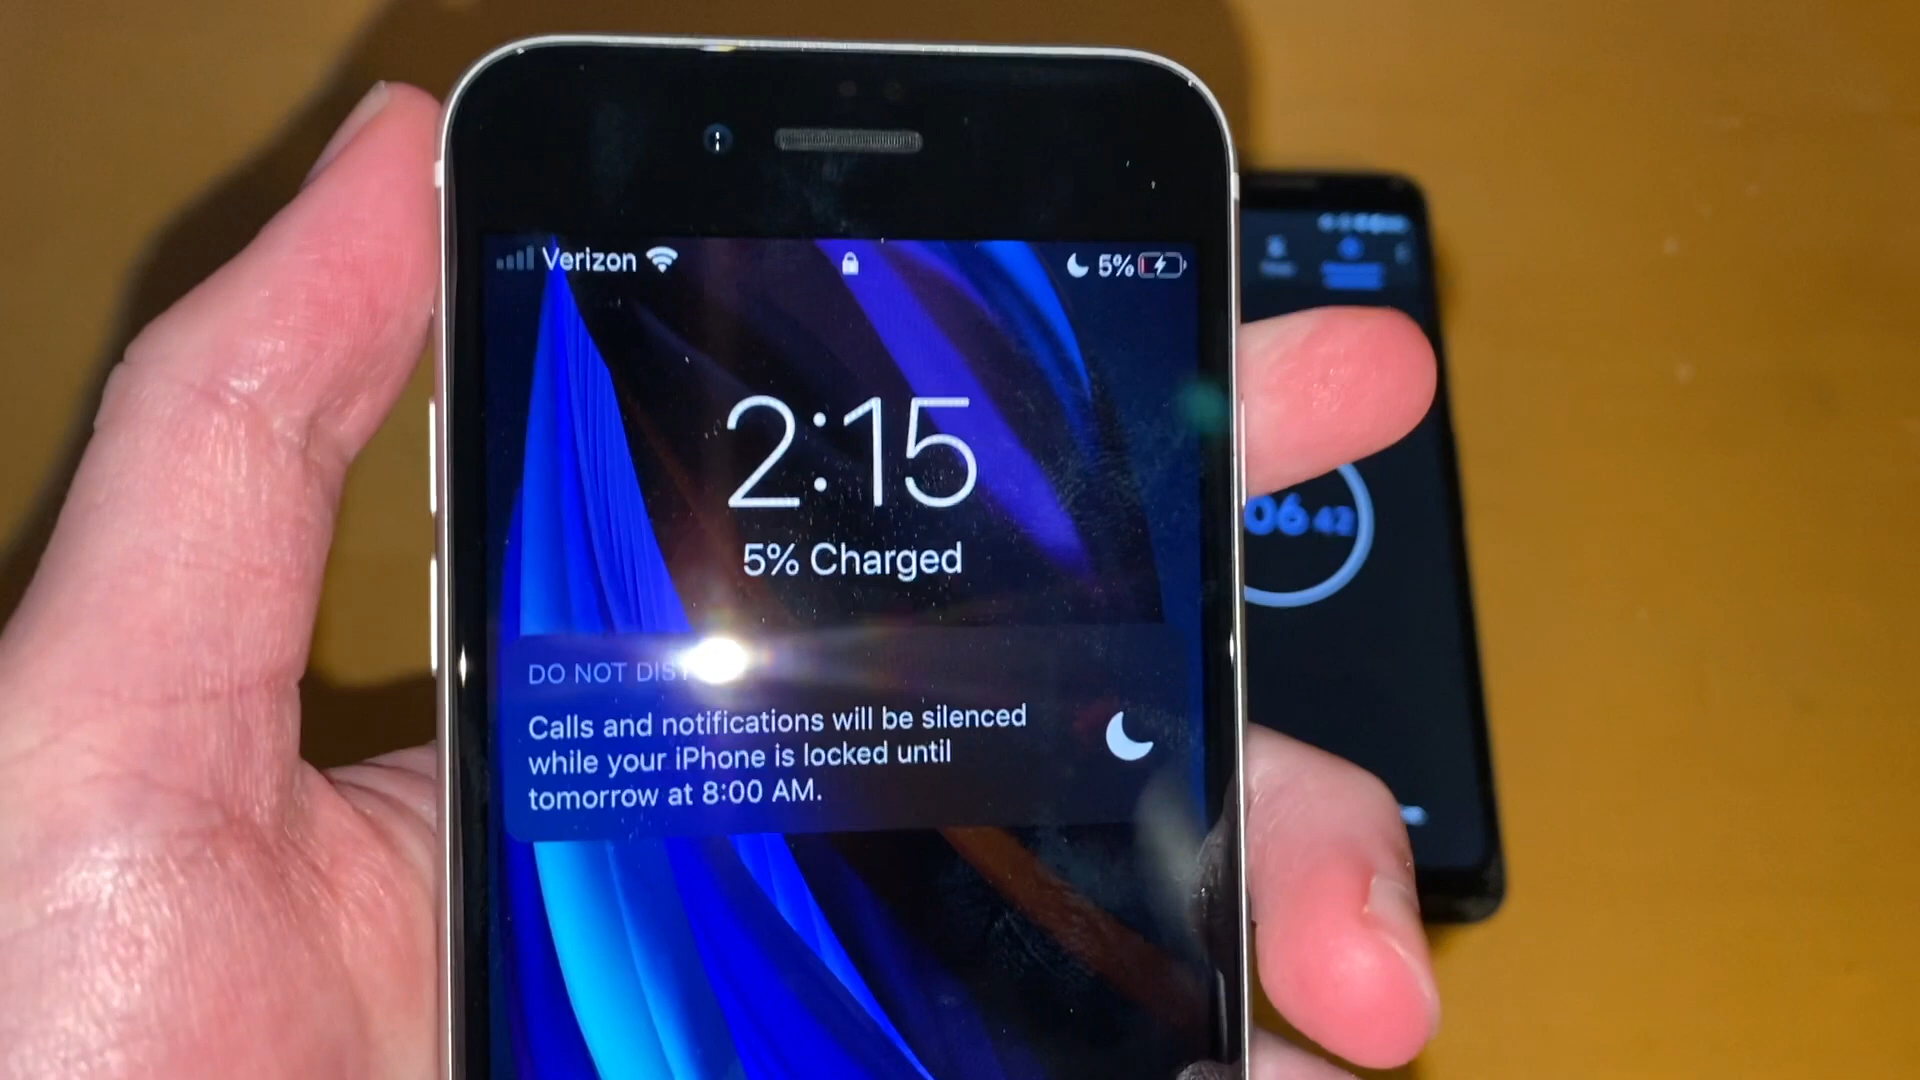 Verizon 5%
2:15
5% Charged
DO NOT DIS
Calls and notifications will be silenced
while your iPhone is locked until
tomorrow at 8:00 AM.
06 42